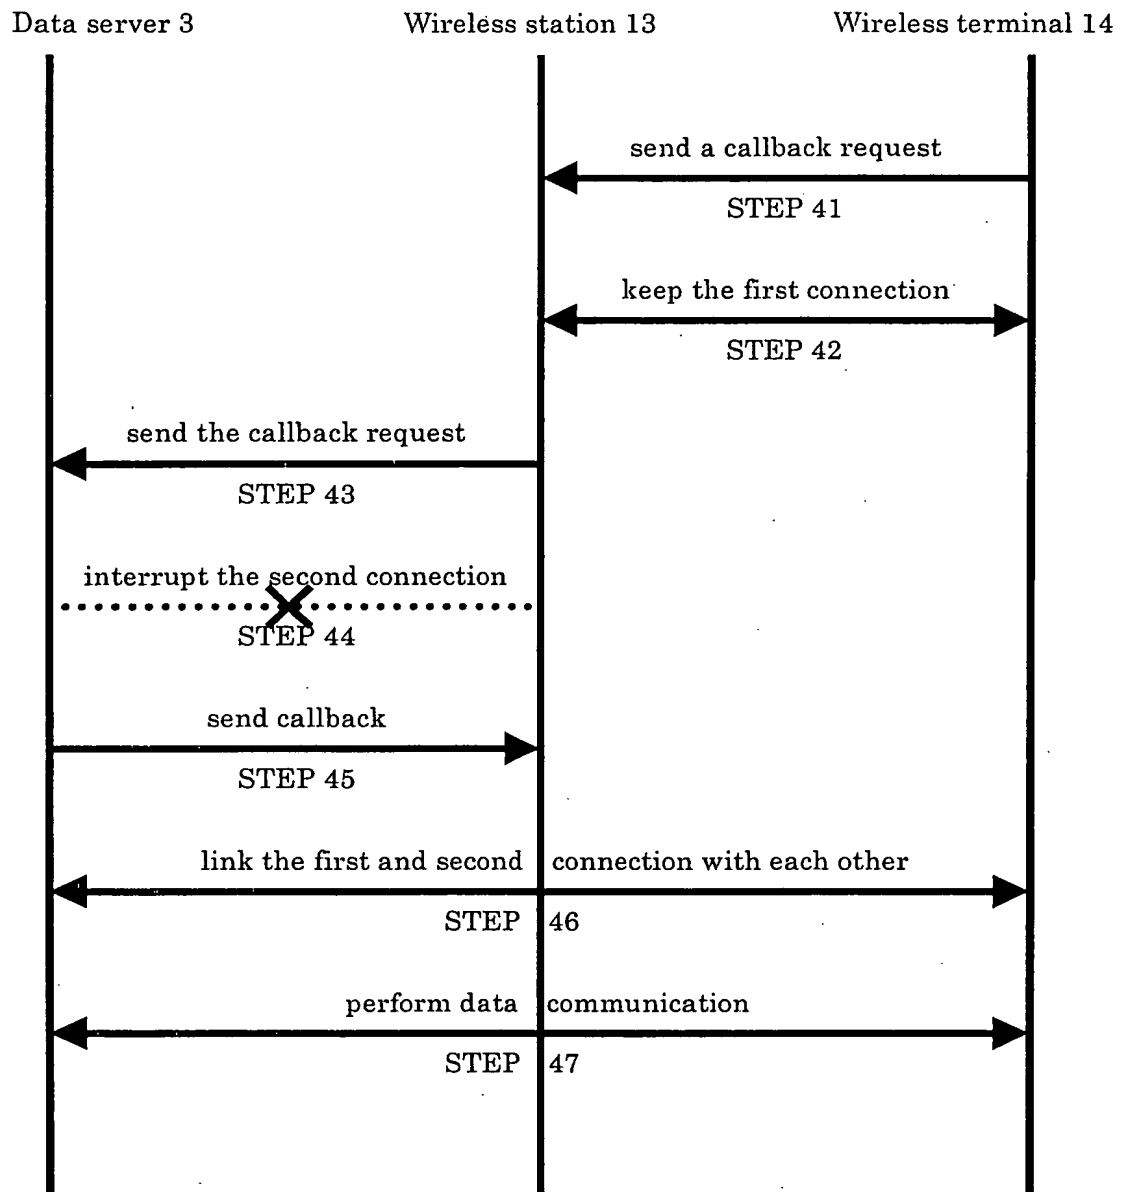 Data server 3 Wireless station 13 Wireless terminal 14
send a callback request
STEP 41
keep the first connection
STEP 42
send the callback request
STEP 43
interrupt the second connection
STEP 44
send callback
STEP 45
link the first and second connection with each other
STEP 46
perform data communication
STEP 47